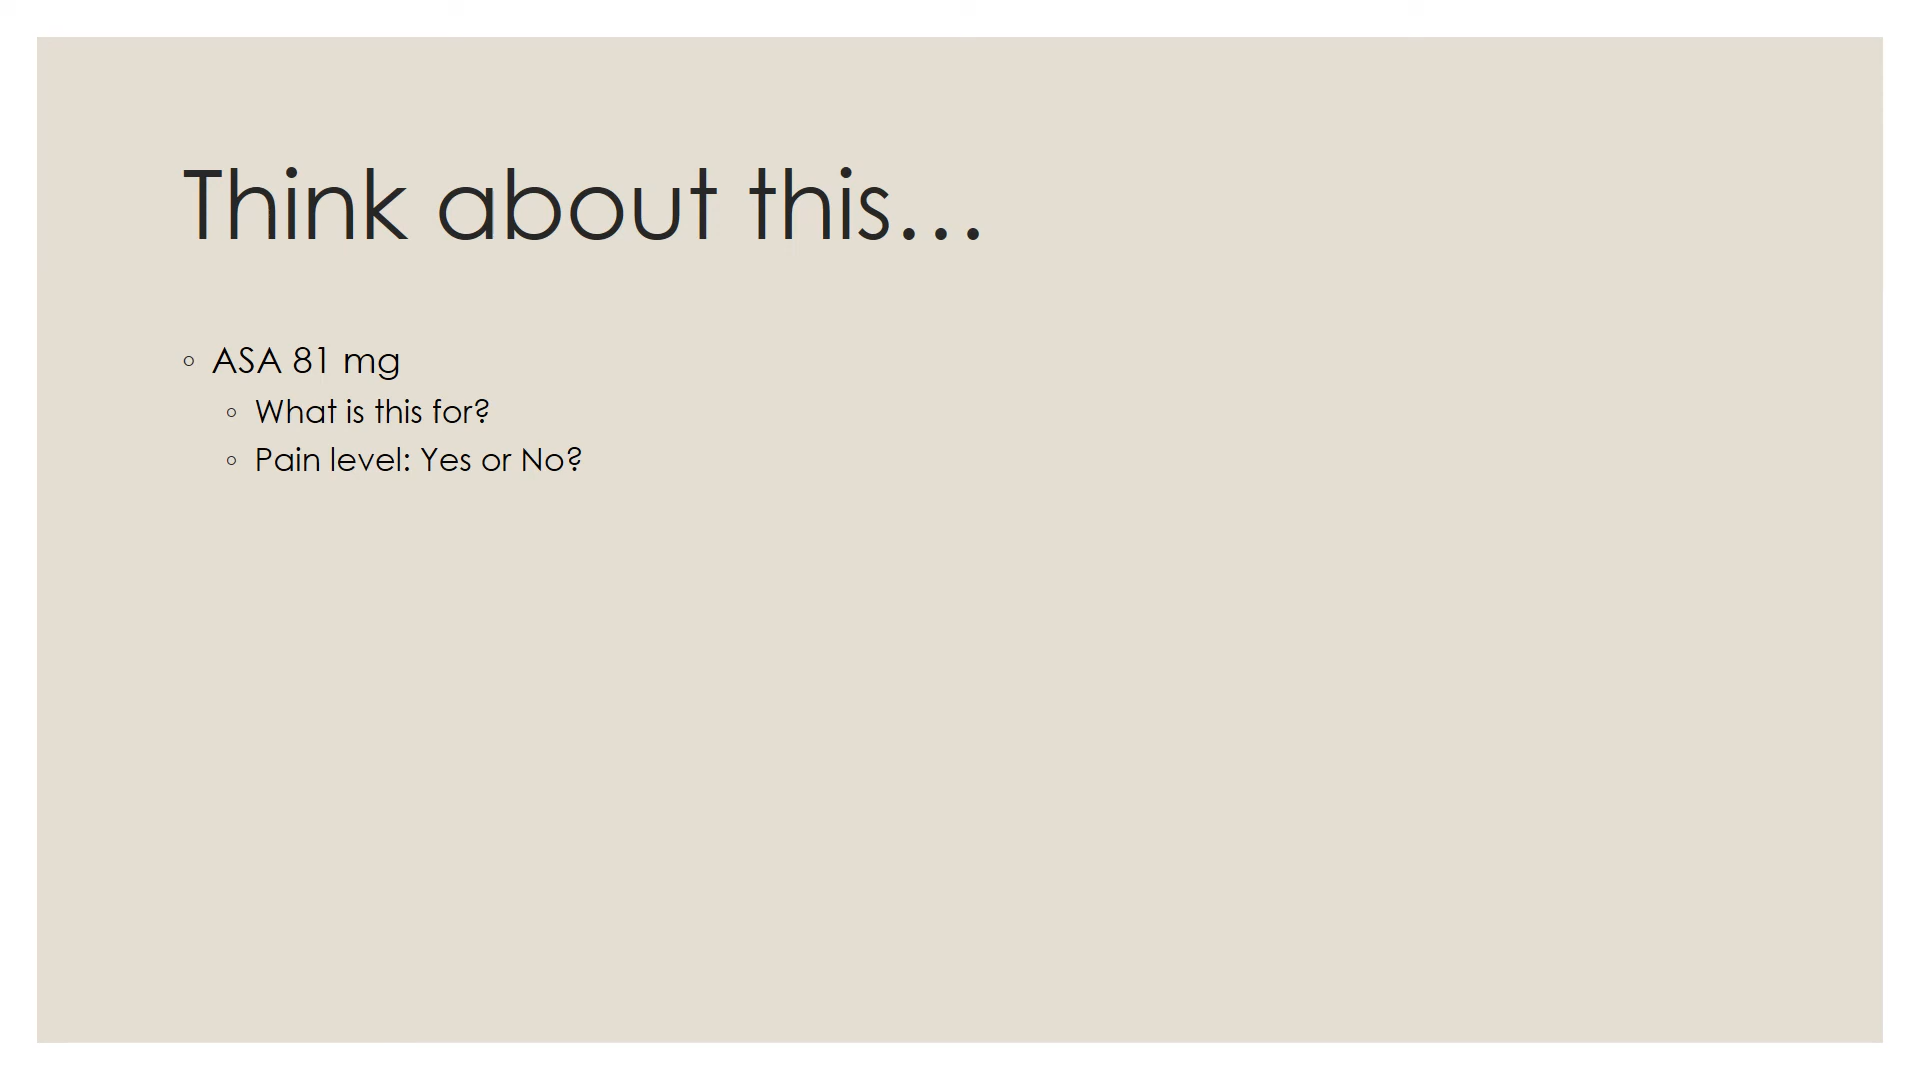 Think about this…
◦ ASA 81 mg
◦ What is this for?
◦ Pain level: Yes or No?